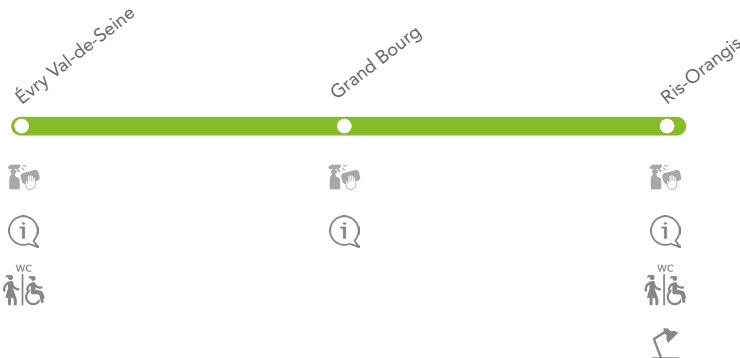 Évry Val-de-Seine
Grand Bourg
Ris-Orangis
i
i
i
WC
WC